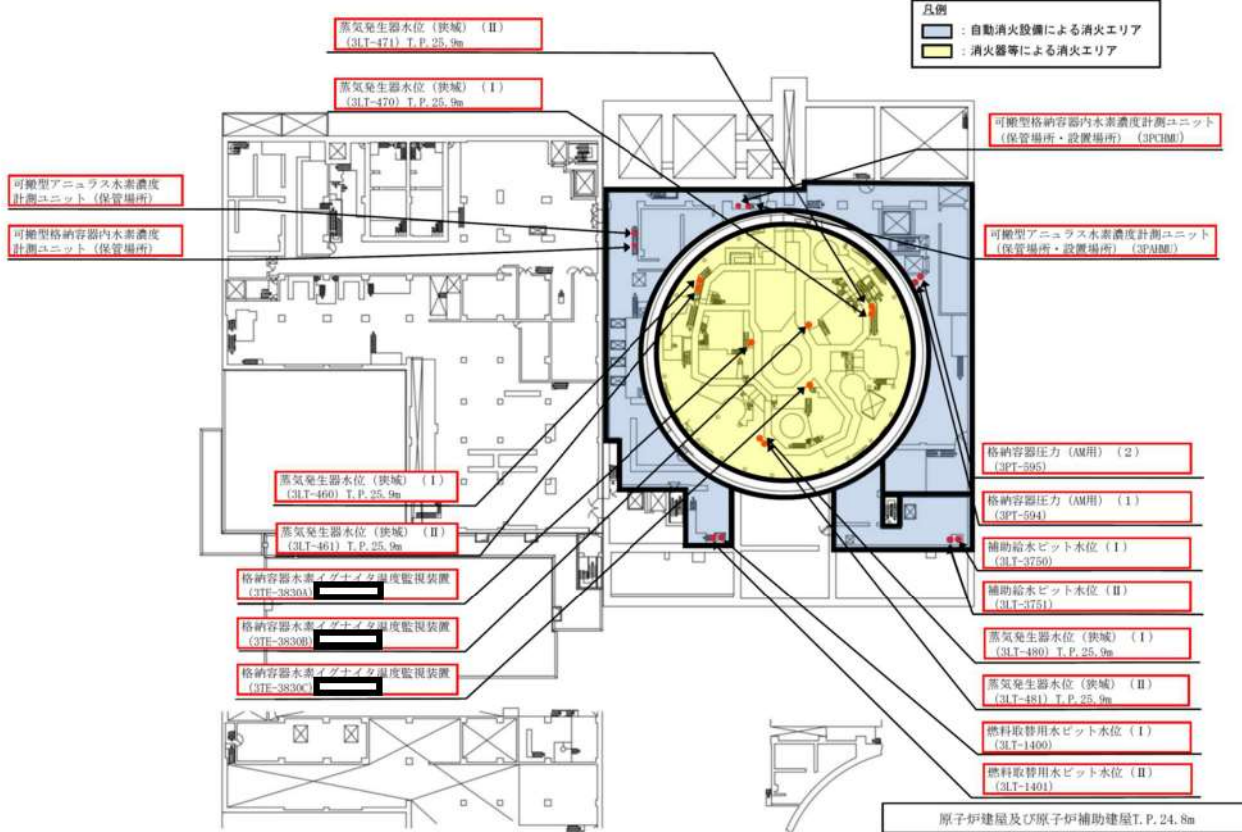 凡例
：自動消火設備による消火エリア
：消火器等による消火エリア
蒸気発生器水位（狭域）（Ⅱ）
(3LT-471) T.P.25.9m
蒸気発生器水位（狭域）（Ⅰ）
(3LT-470) T.P.25.9m
可搬型アニュラス水素濃度
計測ユニット（保管場所）
可搬型格納容器内水素濃度
計測ユニット（保管場所）
可搬型格納容器内水素濃度計測ユニット
（保管場所・設置場所）(3PCHMU)
可搬型アニュラス水素濃度計測ユニット
（保管場所・設置場所）(3PAHMU)
蒸気発生器水位（狭域）（Ⅰ）
(3LT-460) T.P.25.9m
蒸気発生器水位（狭域）（Ⅱ）
(3LT-461) T.P.25.9m
格納容器水素イグナイタ温度監視装置
(3TE-3830A)
格納容器水素イグナイタ温度監視装置
(3TE-3830B)
格納容器水素イグナイタ温度監視装置
(3TE-3830C)
格納容器圧力（AM用）（2）
(3PT-595)
格納容器圧力（AM用）（1）
(3PT-594)
補助給水ピット水位（Ⅰ）
(3LT-3750)
補助給水ピット水位（Ⅱ）
(3LT-3751)
蒸気発生器水位（狭域）（Ⅰ）
(3LT-480) T.P.25.9m
蒸気発生器水位（狭域）（Ⅱ）
(3LT-481) T.P.25.9m
燃料取替用水ピット水位（Ⅰ）
(3LT-1400)
燃料取替用水ピット水位（Ⅱ）
(3LT-1401)
原子炉建屋及び原子炉補助建屋T.P.24.8m